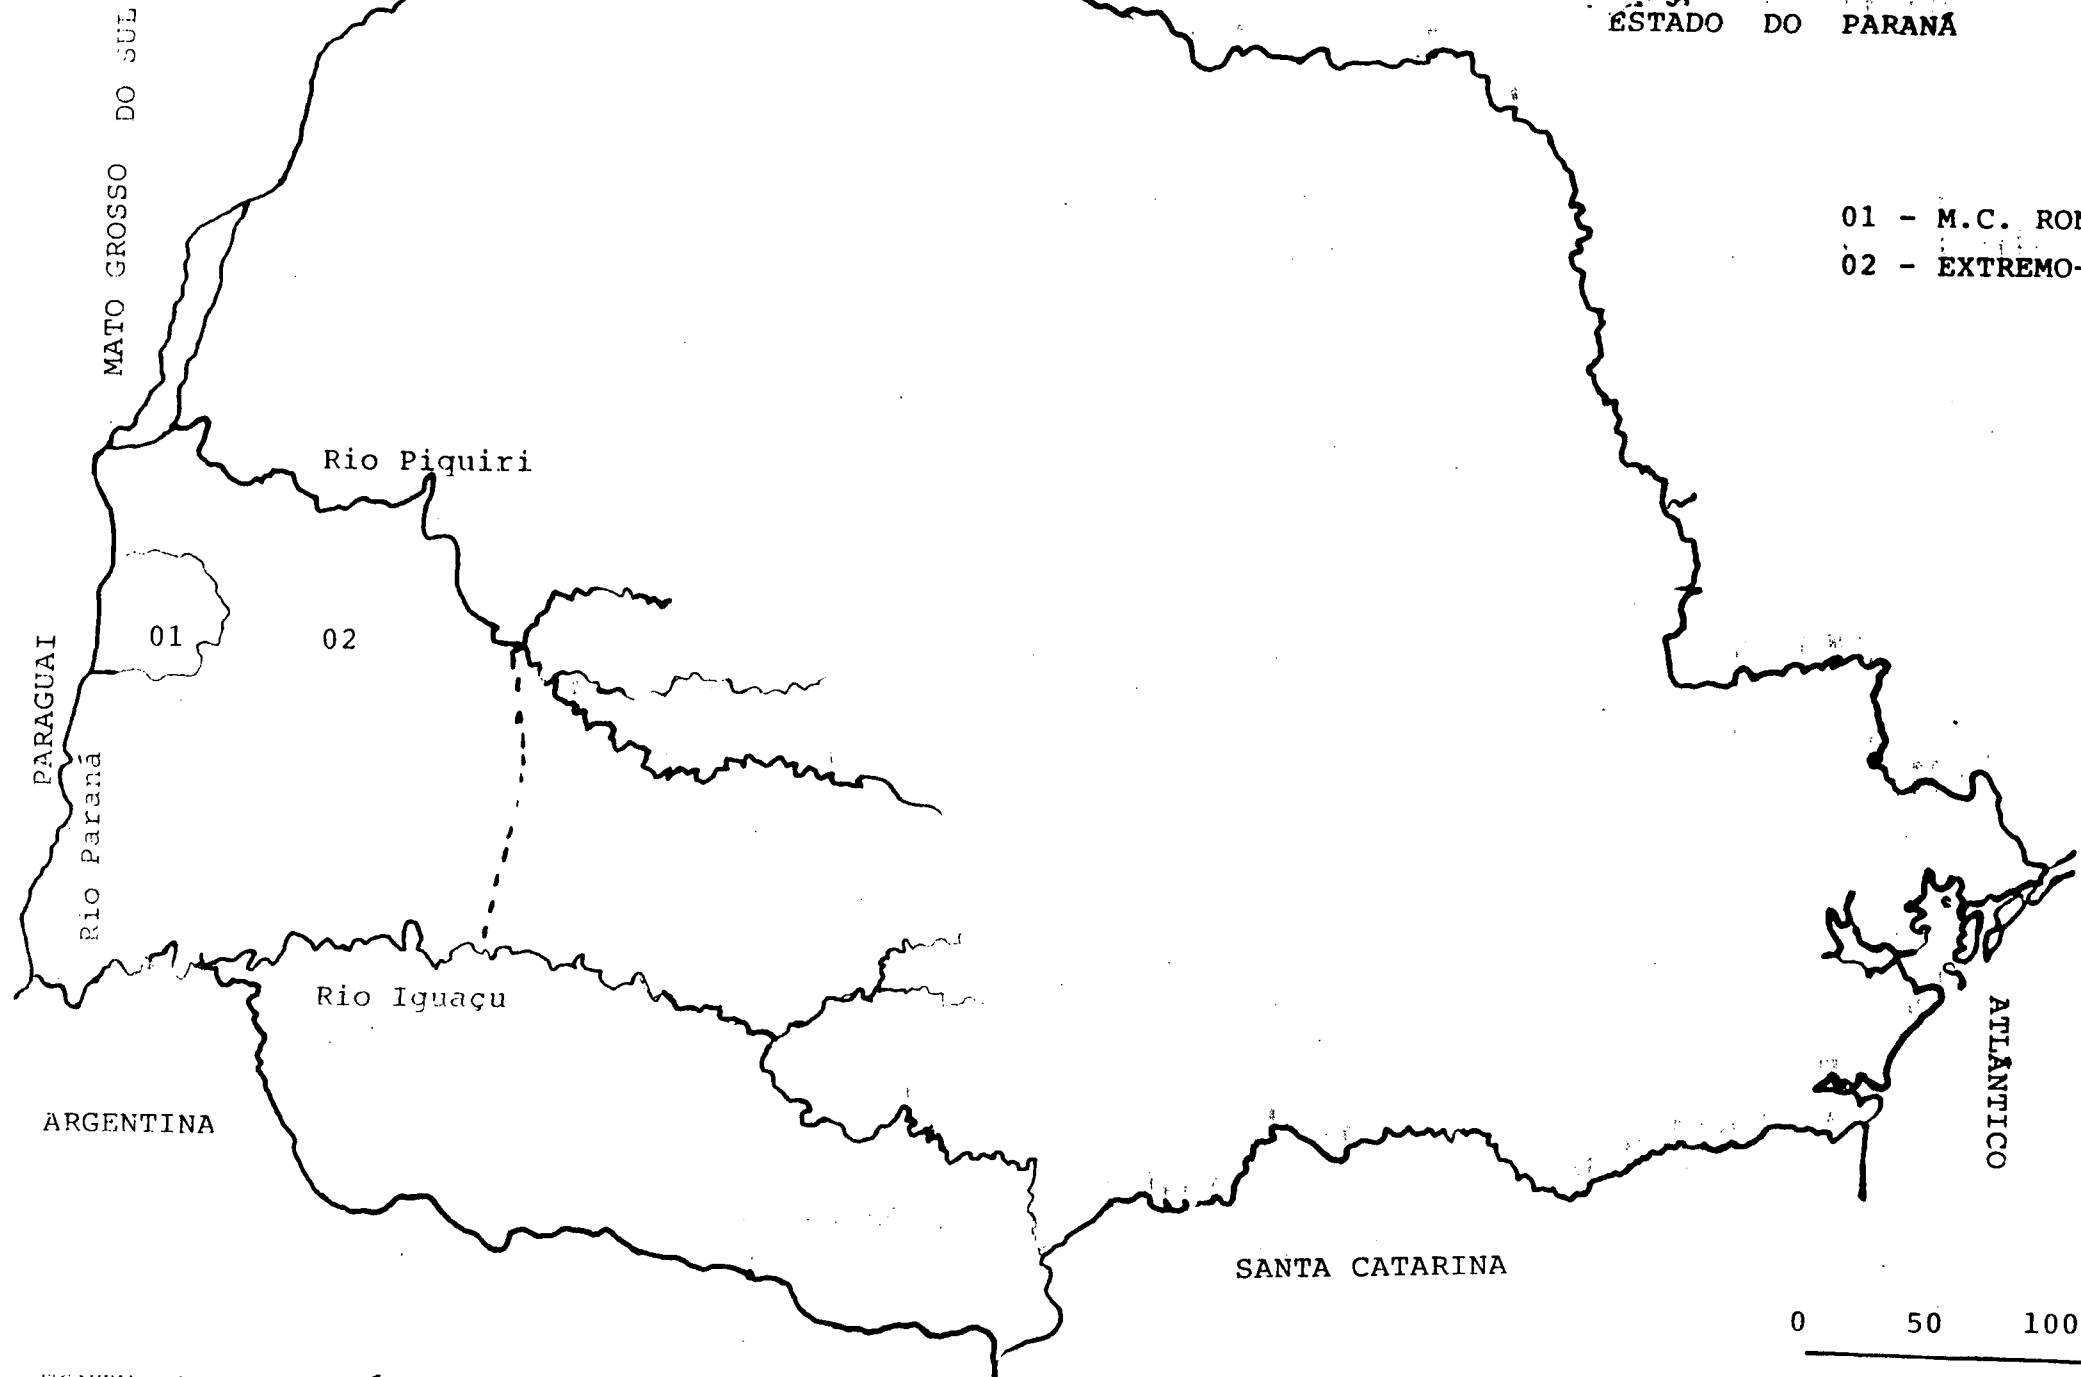 ESTADO DO PARANÁ
MATO GROSSO DO SUL
01 - M.C. RON
02 - EXTREMO-
Rio Piquiri
01
02
PARAGUAI
Rio Paraná
Rio Iguaçu
ATLÂNTICO
ARGENTINA
SANTA CATARINA
0 50 100